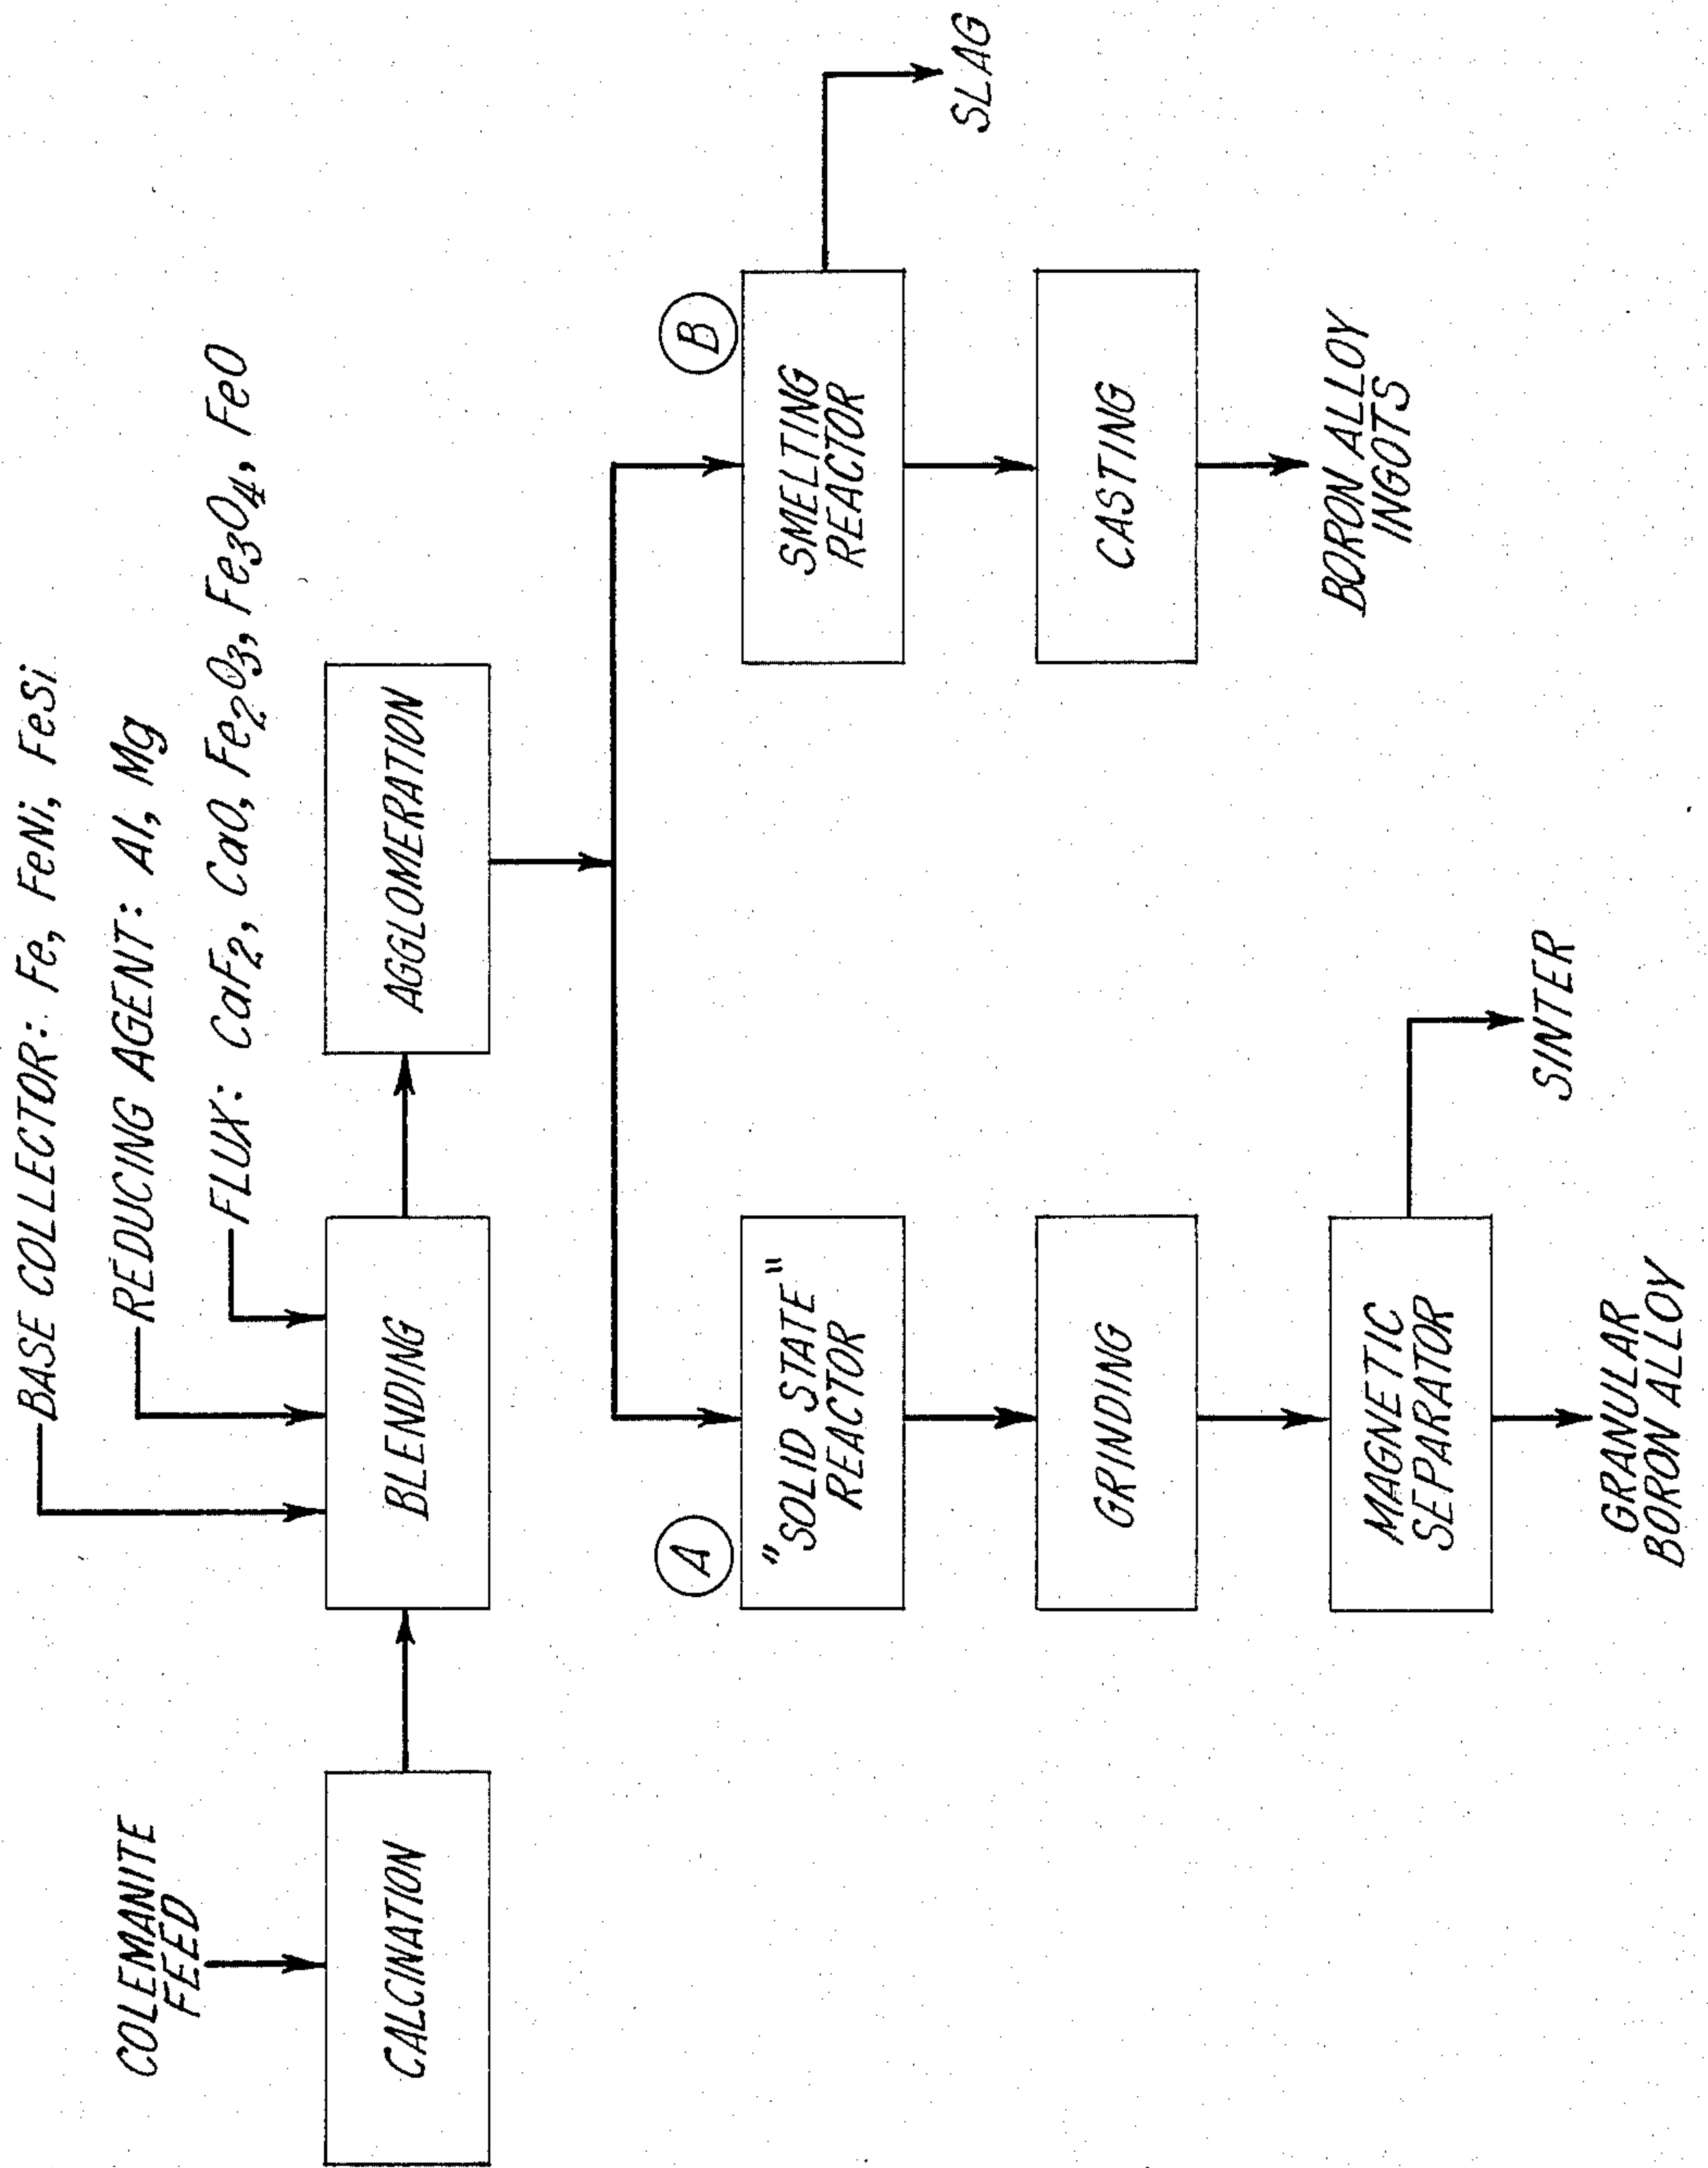 BASE COLLECTOR: Fe, FeNi, FeSi
REDUCING AGENT: Al, Mg
FLUX: CaF2, CaO, Fe2O3, Fe3O4, FeO
COLEMANITE
FEED
CALCINATION
BLENDING
AGGLOMERATION
A
"SOLID STATE"
REACTOR
GRINDING
MAGNETIC
SEPARATOR
SINTER
GRANULAR
BORON ALLOY
B
SMELTING
REACTOR
SLAG
CASTING
BORON ALLOY
INGOTS